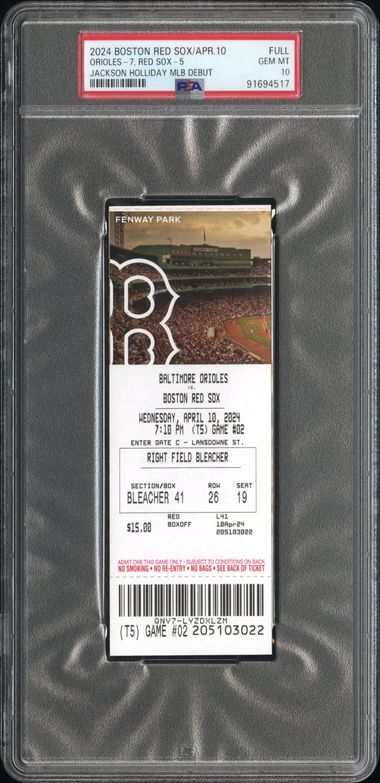 2024 BOSTON RED SOX/APR.10 FULL
ORIOLES-7, RED SOX-5 GEM MT
JACKSON HOLLIDAY MLB DEBUT 10
PSA 91694517
FENWAY PARK
B
BALTIMORE ORIOLES
vs.
BOSTON RED SOX
WEDNESDAY, APRIL 10, 2024
7:10 PM (T5) GAME #02
ENTER GATE C - LANSDOWNE ST.
RIGHT FIELD BLEACHER
SECTION/BOX ROW SEAT
BLEACHER 41 26 19
REG L41
$15.00 BOXOFF 10Apr24
205103022
ADMIT ONE THIS GAME ONLY • SUBJECT TO CONDITIONS ON BACK
NO SMOKING • NO RE-ENTRY • NO BAGS • SEE BACK OF TICKET
QNV7-LYZDXLZM
(T5) GAME #02 205103022